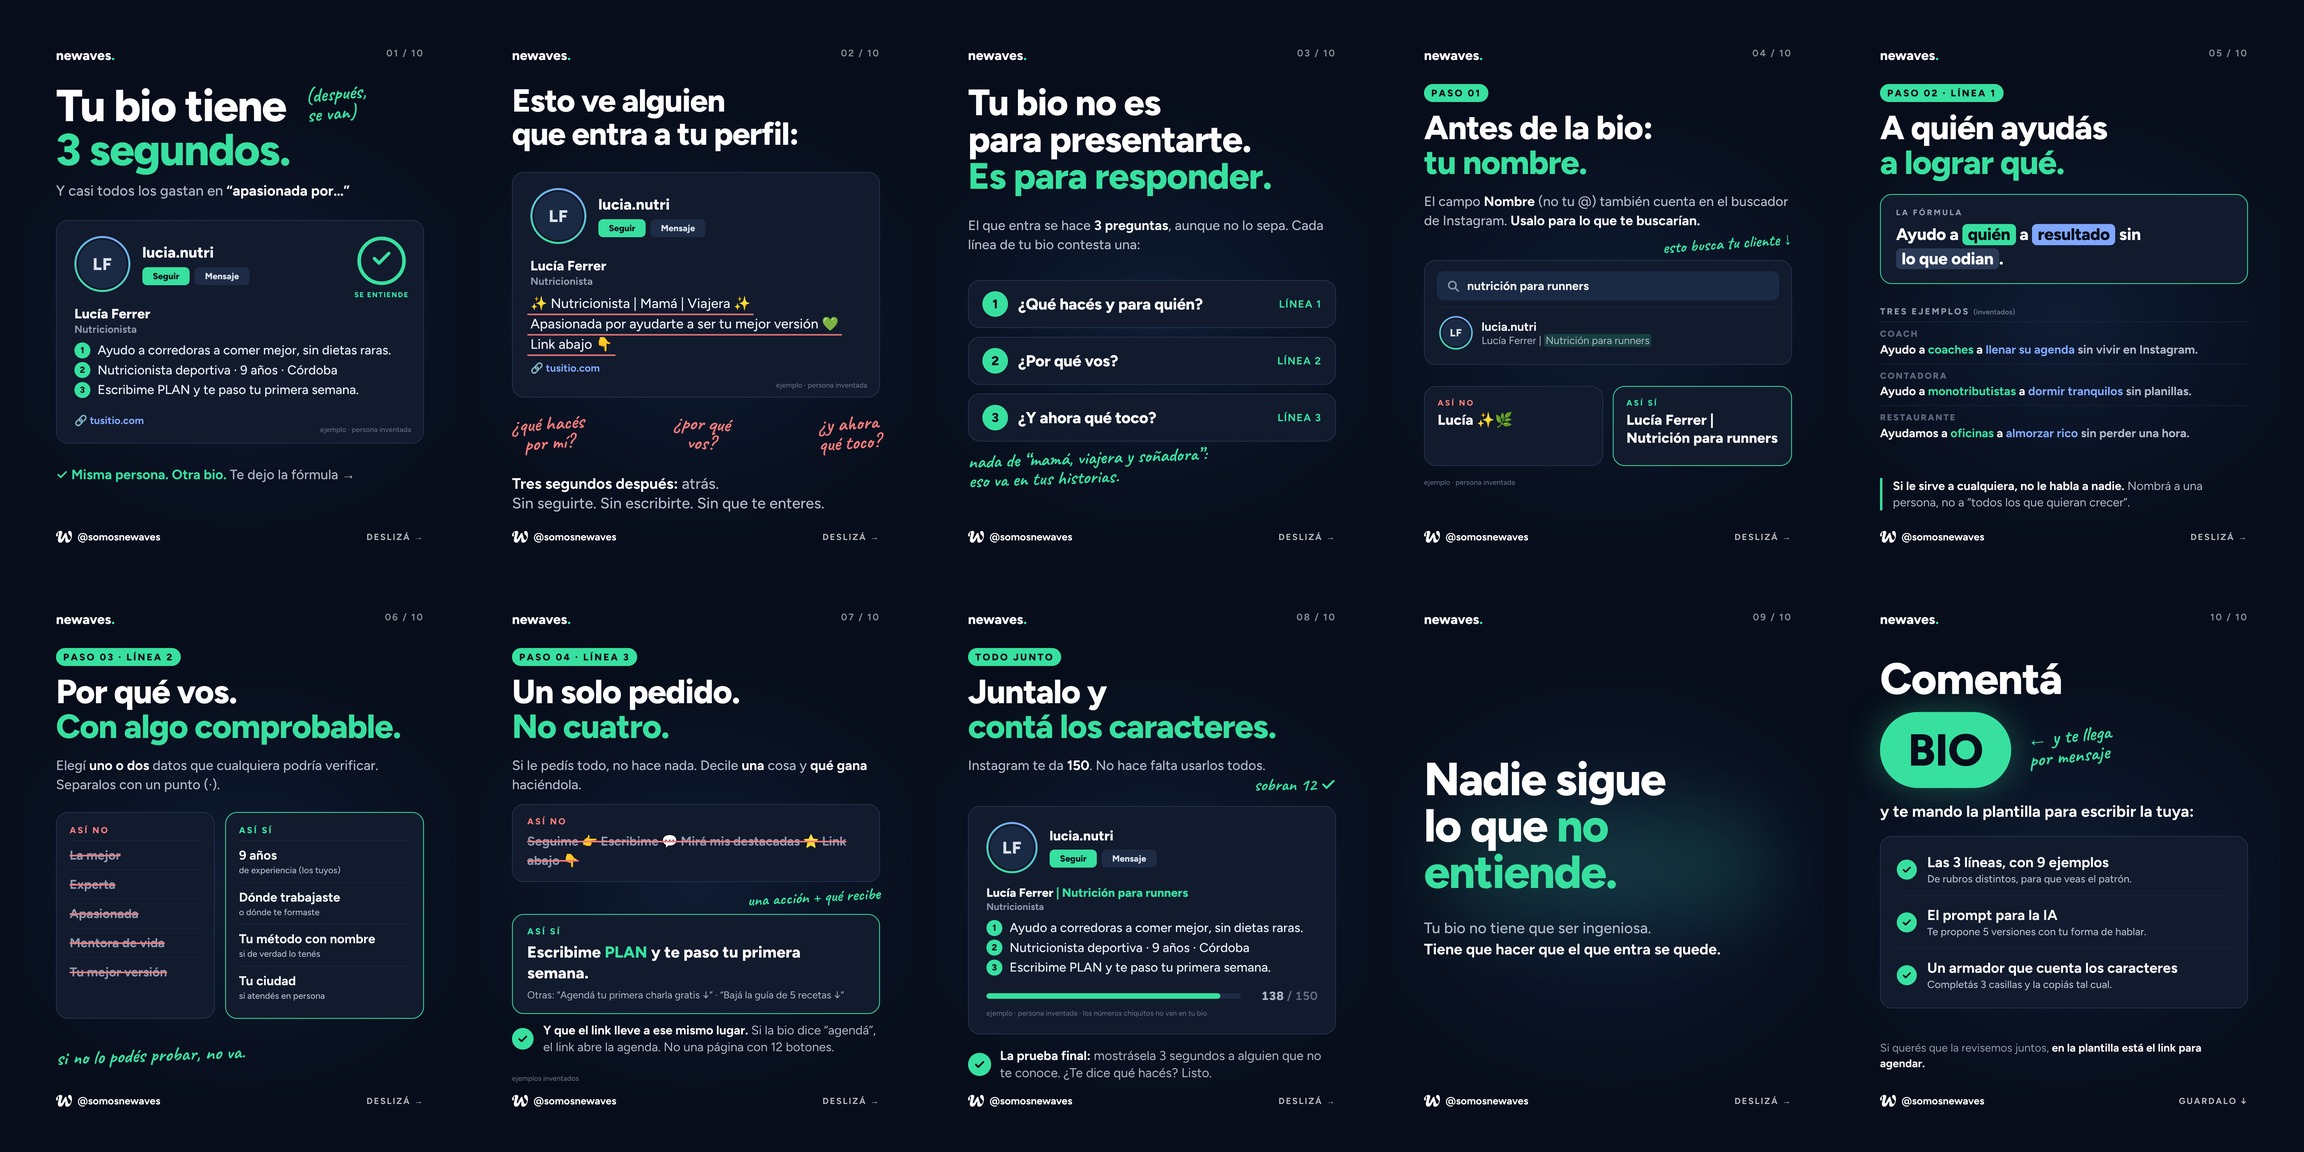 newaves.
01 / 10
Tu bio tiene
3 segundos.
(después,
se van)
Y casi todos los gastan en “apasionada por...”
LF
lucia.nutri
Seguir
Mensaje
SE ENTIENDE
Lucía Ferrer
Nutricionista
1 Ayudo a corredoras a comer mejor, sin dietas raras.
2 Nutricionista deportiva · 9 años · Córdoba
3 Escribime PLAN y te paso tu primera semana.
🔗 tusitio.com
ejemplo · persona inventada
✓ Misma persona. Otra bio. Te dejo la fórmula →
@somosnewaves
DESLIZÁ →
newaves.
02 / 10
Esto ve alguien
que entra a tu perfil:
LF
lucia.nutri
Seguir
Mensaje
Lucía Ferrer
Nutricionista
✨ Nutricionista | Mamá | Viajera ✨
Apasionada por ayudarte a ser tu mejor versión 💚
Link abajo 👇
🔗 tusitio.com
ejemplo · persona inventada
¿qué hacés
por mí?
¿por qué
vos?
¿y ahora
qué toco?
Tres segundos después: atrás.
Sin seguirte. Sin escribirte. Sin que te enteres.
@somosnewaves
DESLIZÁ →
newaves.
03 / 10
Tu bio no es
para presentarte.
Es para responder.
El que entra se hace 3 preguntas, aunque no lo sepa. Cada
línea de tu bio contesta una:
1 ¿Qué hacés y para quién? LÍNEA 1
2 ¿Por qué vos? LÍNEA 2
3 ¿Y ahora qué toco? LÍNEA 3
nada de “mamá, viajera y soñadora”:
eso va en tus historias.
@somosnewaves
DESLIZÁ →
newaves.
04 / 10
PASO 01
Antes de la bio:
tu nombre.
El campo Nombre (no tu @) también cuenta en el buscador
de Instagram. Usalo para lo que te buscarían.
esto busca tu cliente ↓
nutrición para runners
LF
lucia.nutri
Lucía Ferrer | Nutrición para runners
ASÍ NO
Lucía ✨🌿
ASÍ SÍ
Lucía Ferrer |
Nutrición para runners
ejemplo · persona inventada
@somosnewaves
DESLIZÁ →
newaves.
05 / 10
PASO 02 · LÍNEA 1
A quién ayudás
a lograr qué.
LA FÓRMULA
Ayudo a quién a resultado sin
lo que odian .
TRES EJEMPLOS (inventados)
COACH
Ayudo a coaches a llenar su agenda sin vivir en Instagram.
CONTADORA
Ayudo a monotributistas a dormir tranquilos sin planillas.
RESTAURANTE
Ayudamos a oficinas a almorzar rico sin perder una hora.
Si le sirve a cualquiera, no le habla a nadie. Nombrá a una
persona, no a “todos los que quieran crecer”.
@somosnewaves
DESLIZÁ →
newaves.
06 / 10
PASO 03 · LÍNEA 2
Por qué vos.
Con algo comprobable.
Elegí uno o dos datos que cualquiera podría verificar.
Separalos con un punto (·).
ASÍ NO
La mejor
Experta
Apasionada
Mentora de vida
Tu mejor versión
ASÍ SÍ
9 años
de experiencia (los tuyos)
Dónde trabajaste
o dónde te formaste
Tu método con nombre
si de verdad lo tenés
Tu ciudad
si atendés en persona
si no lo podés probar, no va.
@somosnewaves
DESLIZÁ →
newaves.
07 / 10
PASO 04 · LÍNEA 3
Un solo pedido.
No cuatro.
Si le pedís todo, no hace nada. Decile una cosa y qué gana
haciéndola.
ASÍ NO
Seguime 👉 Escribime 💬 Mirá mis destacadas ⭐ Link
abajo 👇
una acción + qué recibe
ASÍ SÍ
Escribime PLAN y te paso tu primera
semana.
Otras: “Agendá tu primera charla gratis ↓” · “Bajá la guía de 5 recetas ↓”
Y que el link lleve a ese mismo lugar. Si la bio dice “agendá”,
el link abre la agenda. No una página con 12 botones.
ejemplos inventados
@somosnewaves
DESLIZÁ →
newaves.
08 / 10
TODO JUNTO
Juntalo y
contá los caracteres.
Instagram te da 150. No hace falta usarlos todos.
sobran 12 ✓
LF
lucia.nutri
Seguir
Mensaje
Lucía Ferrer | Nutrición para runners
Nutricionista
1 Ayudo a corredoras a comer mejor, sin dietas raras.
2 Nutricionista deportiva · 9 años · Córdoba
3 Escribime PLAN y te paso tu primera semana.
138 / 150
ejemplo · persona inventada · los números chiquitos no van en tu bio
La prueba final: mostrásela 3 segundos a alguien que no
te conoce. ¿Te dice qué hacés? Listo.
@somosnewaves
DESLIZÁ →
newaves.
09 / 10
Nadie sigue
lo que no
entiende.
Tu bio no tiene que ser ingeniosa.
Tiene que hacer que el que entra se quede.
@somosnewaves
DESLIZÁ →
newaves.
10 / 10
Comentá
BIO
← y te llega
por mensaje
y te mando la plantilla para escribir la tuya:
Las 3 líneas, con 9 ejemplos
De rubros distintos, para que veas el patrón.
El prompt para la IA
Te propone 5 versiones con tu forma de hablar.
Un armador que cuenta los caracteres
Completás 3 casillas y la copiás tal cual.
Si querés que la revisemos juntos, en la plantilla está el link para
agendar.
@somosnewaves
GUARDALO ↓